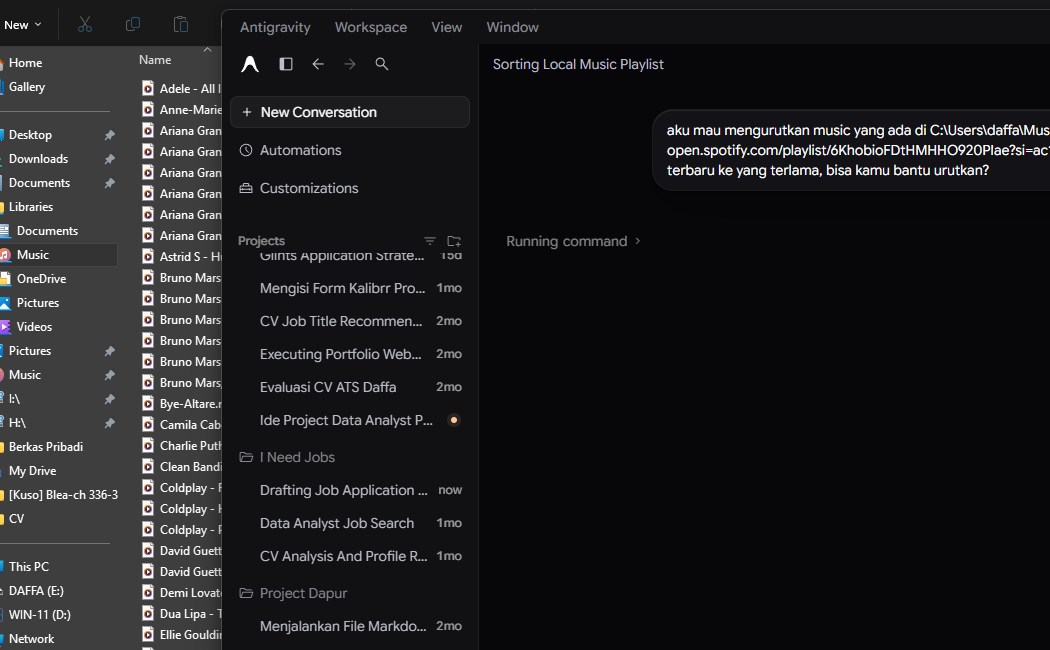 New
Home
Gallery
Desktop
Downloads
Documents
Libraries
Documents
Music
OneDrive
Pictures
Videos
Pictures
Music
I:\
H:\
Berkas Pribadi
My Drive
[Kuso] Blea-ch 336-3
CV
This PC
DAFFA (E:)
WIN-11 (D:)
Network
Name
Adele - All I
Anne-Marie
Ariana Gran
Ariana Gran
Ariana Gran
Ariana Gran
Ariana Gran
Ariana Gran
Astrid S - H
Bruno Mars
Bruno Mars
Bruno Mars
Bruno Mars
Bruno Mars
Bruno Mars
Bye-Altare.
Camila Cab
Charlie Puth
Clean Bandi
Coldplay -
Coldplay -
Coldplay -
David Guett
David Guett
Demi Lovat
Dua Lipa -
Ellie Gouldi
Antigravity Workspace View Window
+ New Conversation
Automations
Customizations
Projects
Glints Application Strate... 15d
Mengisi Form Kalibrr Pro... 1mo
CV Job Title Recommen... 2mo
Executing Portfolio Web... 2mo
Evaluasi CV ATS Daffa 2mo
Ide Project Data Analyst P...
I Need Jobs
Drafting Job Application ... now
Data Analyst Job Search 1mo
CV Analysis And Profile R... 1mo
Project Dapur
Menjalankan File Markdo... 2mo
Sorting Local Music Playlist
aku mau mengurutkan music yang ada di C:\Users\daffa\Mus
open.spotify.com/playlist/6KhobioFDtHMHHO920PIae?si=ac
terbaru ke yang terlama, bisa kamu bantu urutkan?
Running command >